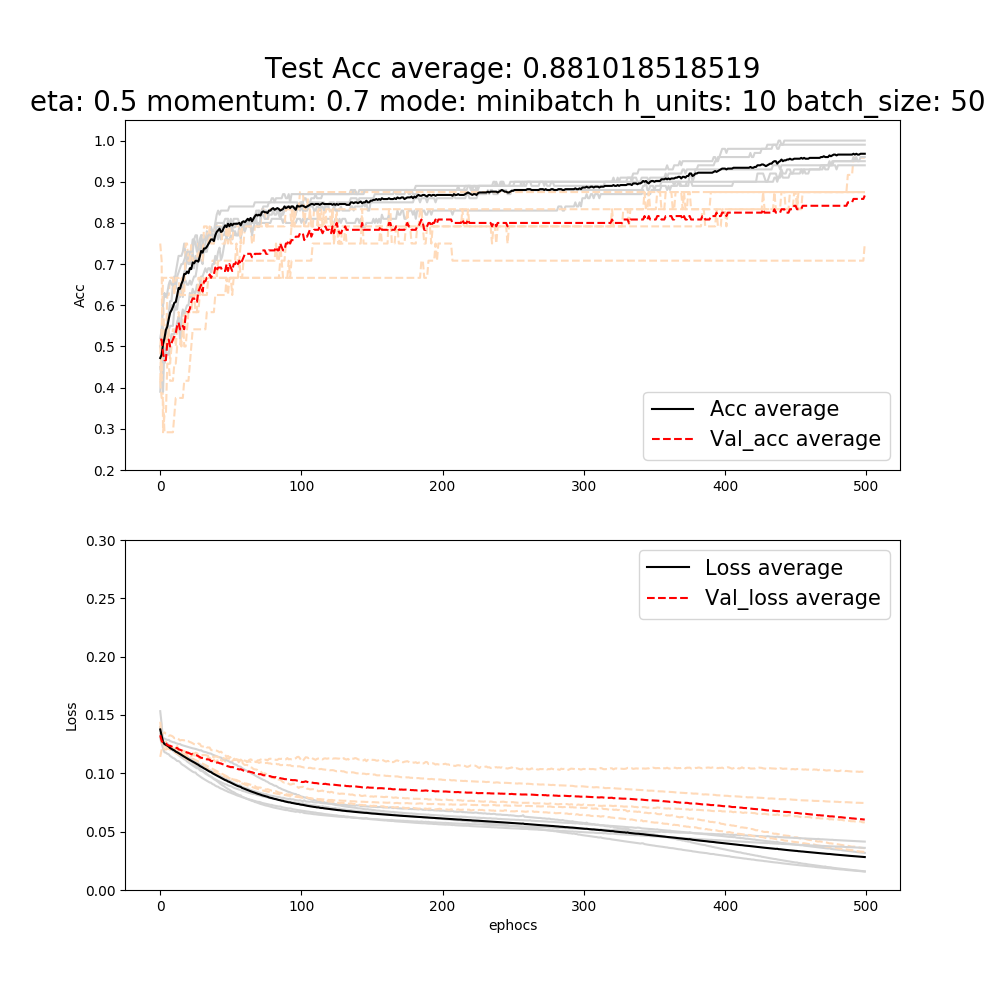 Test Acc average: 0.881018518519
eta: 0.5 momentum: 0.7 mode: minibatch h_units: 10 batch_size: 50
1.0
0.9
0.8
0.7
0.6
0.5
0.4
0.3
0.2
Acc
Acc average
Val_acc average
0 100 200 300 400 500
0.30
0.25
0.20
0.15
0.10
0.05
0.00
Loss
Loss average
Val_loss average
0 100 200 300 400 500
ephocs